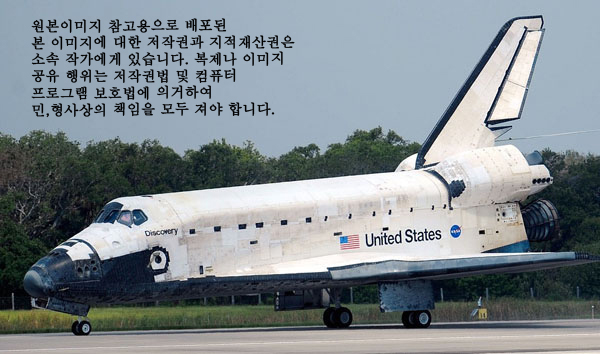 원본이미지 참고용으로 배포된
본 이미지에 대한 저작권과 지적재산권은
소속 작가에게 있습니다. 복제나 이미지
공유 행위는 저작권법 및 컴퓨터
프로그램 보호법에 의거하여
민,형사상의 책임을 모두 져야 합니다.
Discovery
United States
NASA